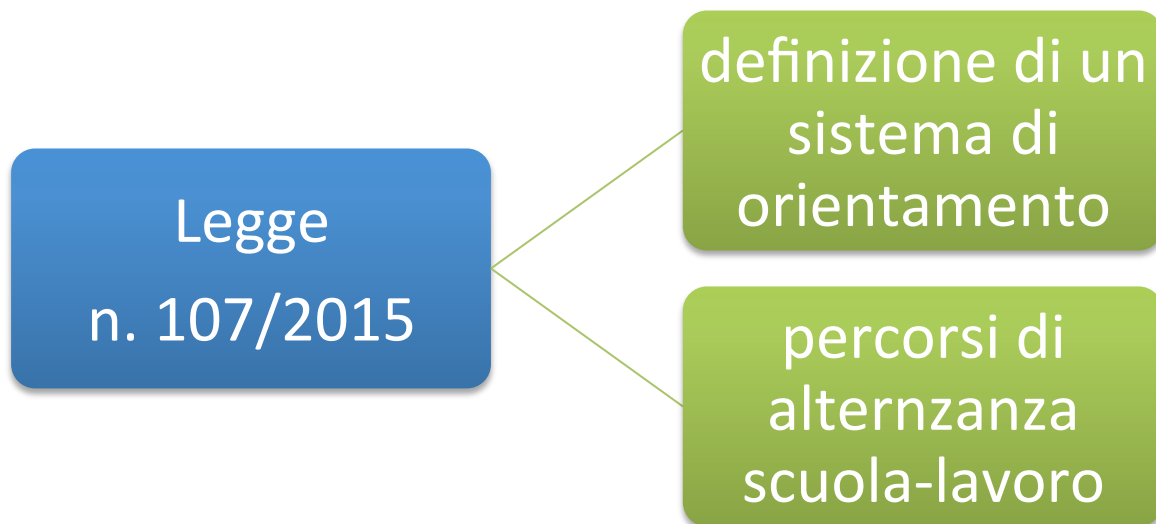 Legge
n. 107/2015
definizione di un
sistema di
orientamento
percorsi di
alternzanza
scuola-lavoro